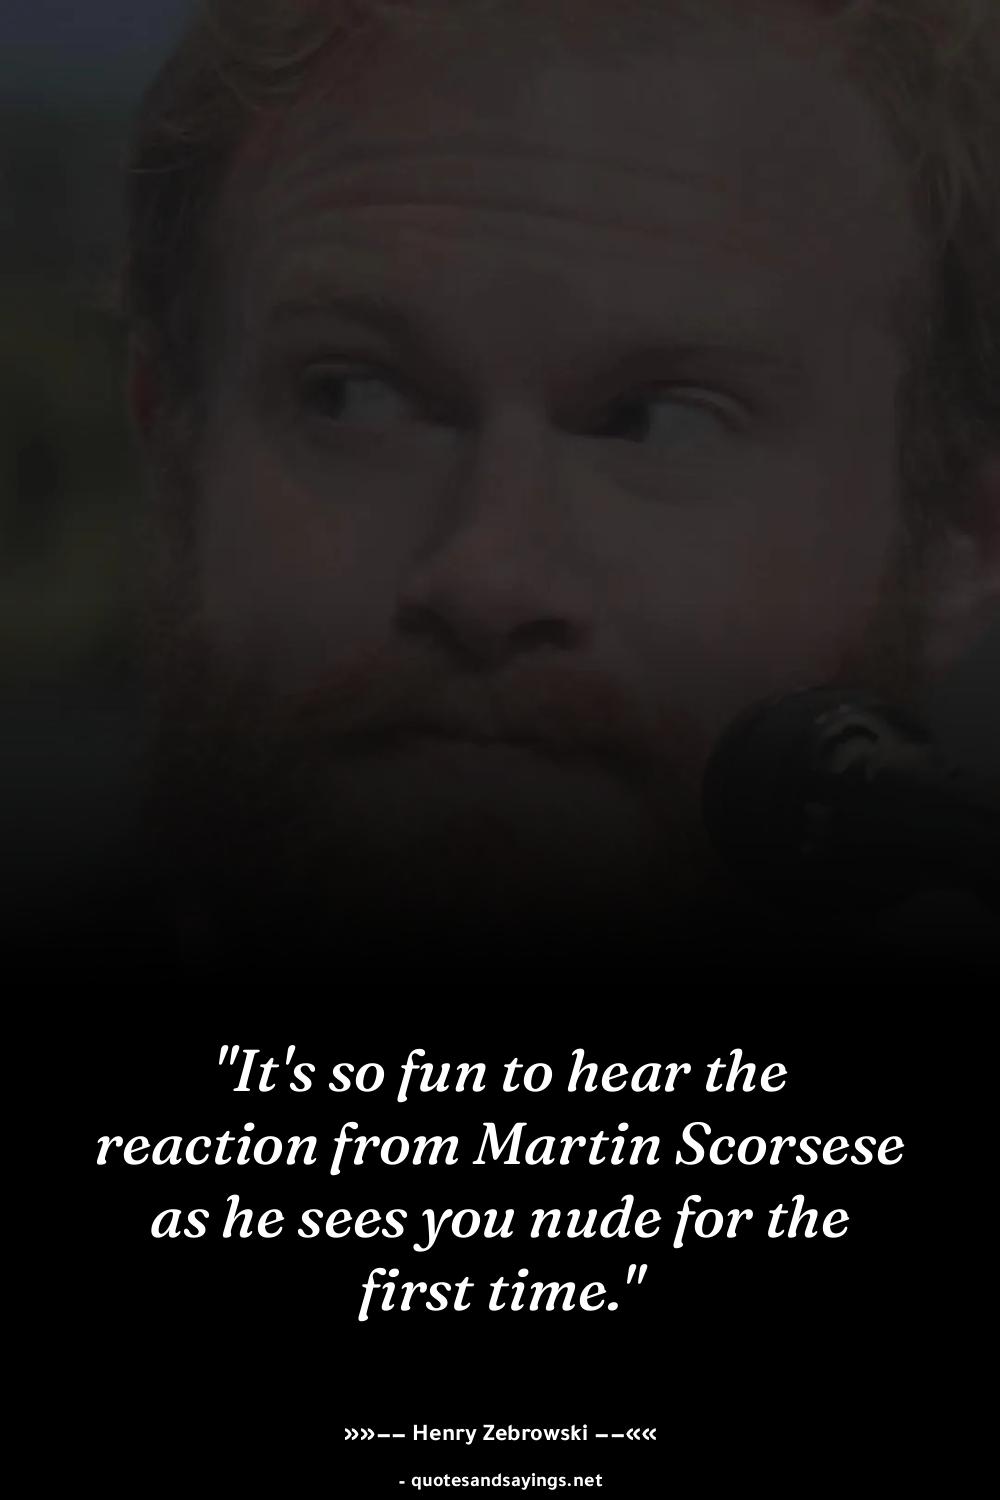 "It's so fun to hear the
reaction from Martin Scorsese
as he sees you nude for the
first time."
»»−− Henry Zebrowski −−««
- quotesandsayings.net